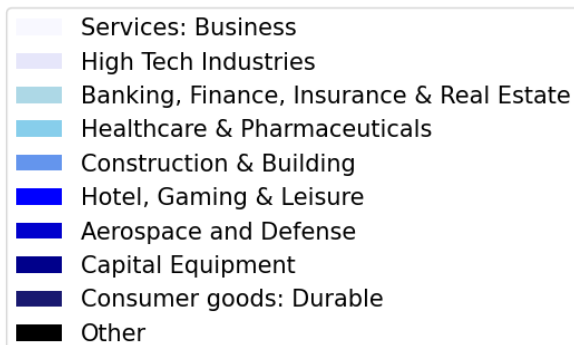 Services: Business
High Tech Industries
Banking, Finance, Insurance & Real Estate
Healthcare & Pharmaceuticals
Construction & Building
Hotel, Gaming & Leisure
Aerospace and Defense
Capital Equipment
Consumer goods: Durable
Other